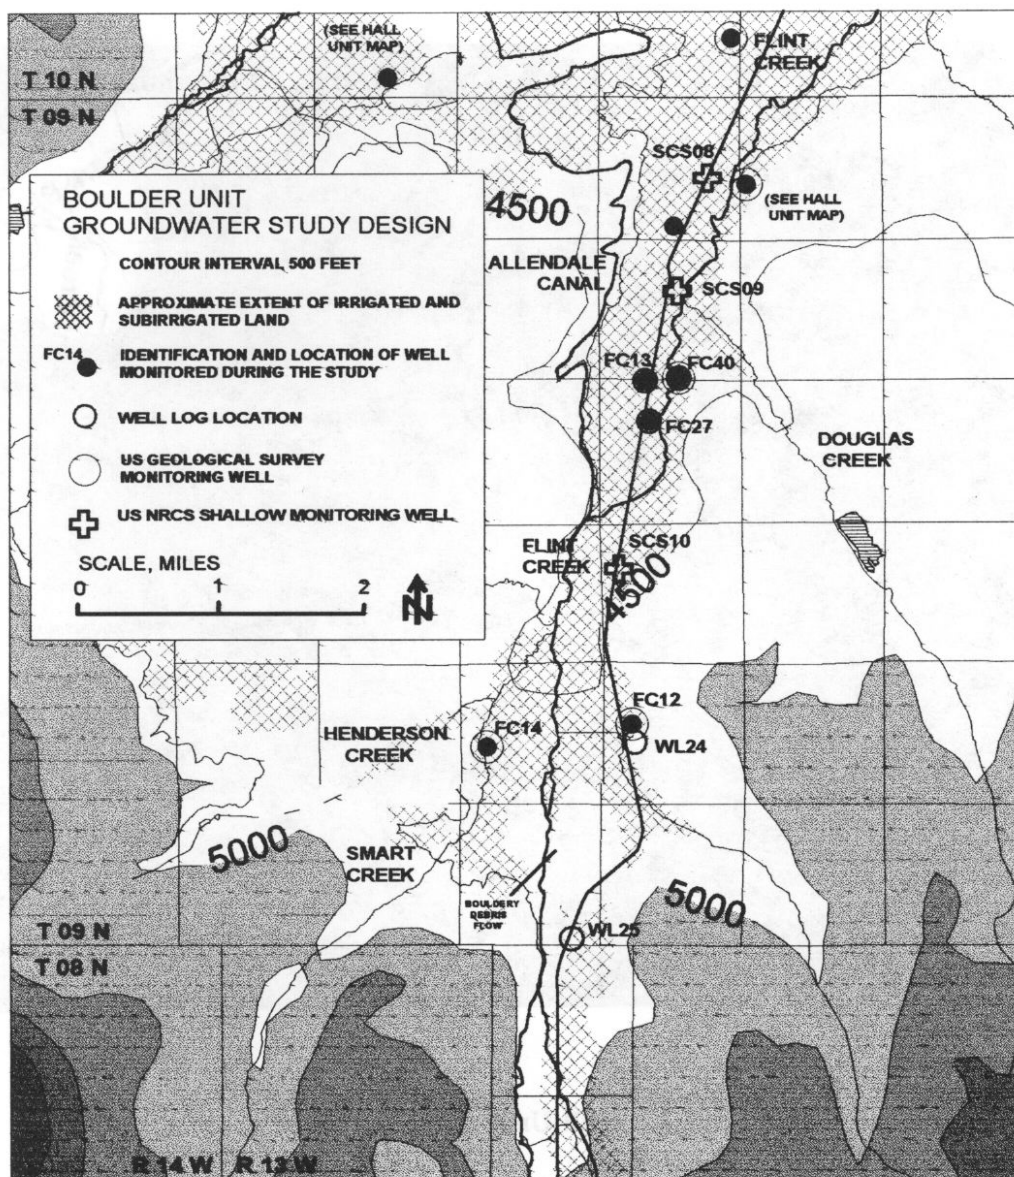 (SEE HALL
UNIT MAP)
FLINT
CREEK
T 10 N
T 09 N
SCS08
(SEE HALL
UNIT MAP)
BOULDER UNIT
GROUNDWATER STUDY DESIGN
CONTOUR INTERVAL 500 FEET
APPROXIMATE EXTENT OF IRRIGATED AND
SUBIRRIGATED LAND
FC14
IDENTIFICATION AND LOCATION OF WELL
MONITORED DURING THE STUDY
WELL LOG LOCATION
US GEOLOGICAL SURVEY
MONITORING WELL
US NRCS SHALLOW MONITORING WELL
SCALE, MILES
0 1 2
N
4500
ALLENDALE
CANAL
SCS09
FC13
FC40
FC27
DOUGLAS
CREEK
FLINT
CREEK
SCS10
4500
FC12
FC14
WL24
HENDERSON
CREEK
5000
SMART
CREEK
5000
BOULDERY
DEBRIS
FLOW
WL25
T 09 N
T 08 N
R 14 W R 13 W